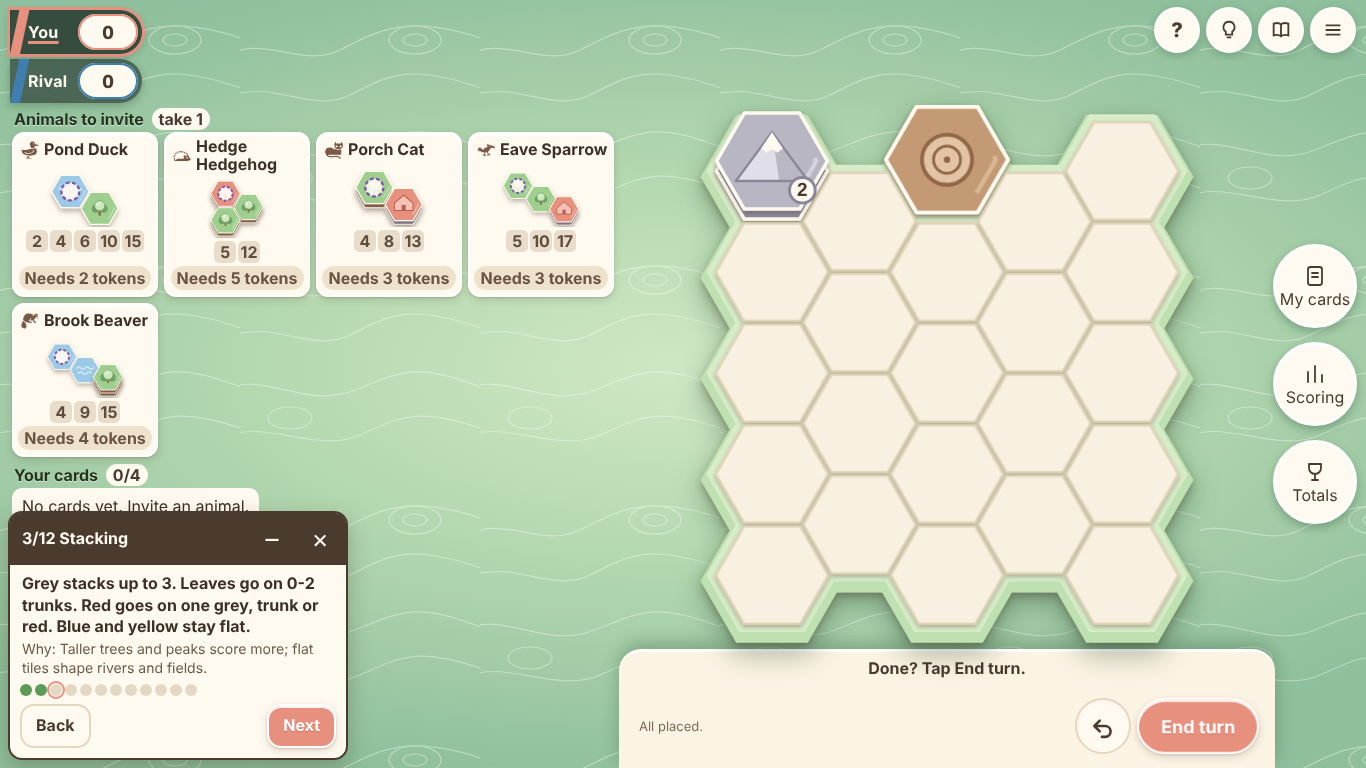 You 0
Rival 0
?
Animals to invite take 1
Pond Duck
2 4 6 10 15
Needs 2 tokens
Hedge
Hedgehog
5 12
Needs 5 tokens
Porch Cat
4 8 13
Needs 3 tokens
Eave Sparrow
5 10 17
Needs 3 tokens
Brook Beaver
4 9 15
Needs 4 tokens
Your cards 0/4
No cards yet. Invite an animal.
3/12 Stacking
Grey stacks up to 3. Leaves go on 0-2
trunks. Red goes on one grey, trunk or
red. Blue and yellow stay flat.
Why: Taller trees and peaks score more; flat
tiles shape rivers and fields.
Back
Next
2
My cards
Scoring
Totals
Done? Tap End turn.
All placed.
End turn